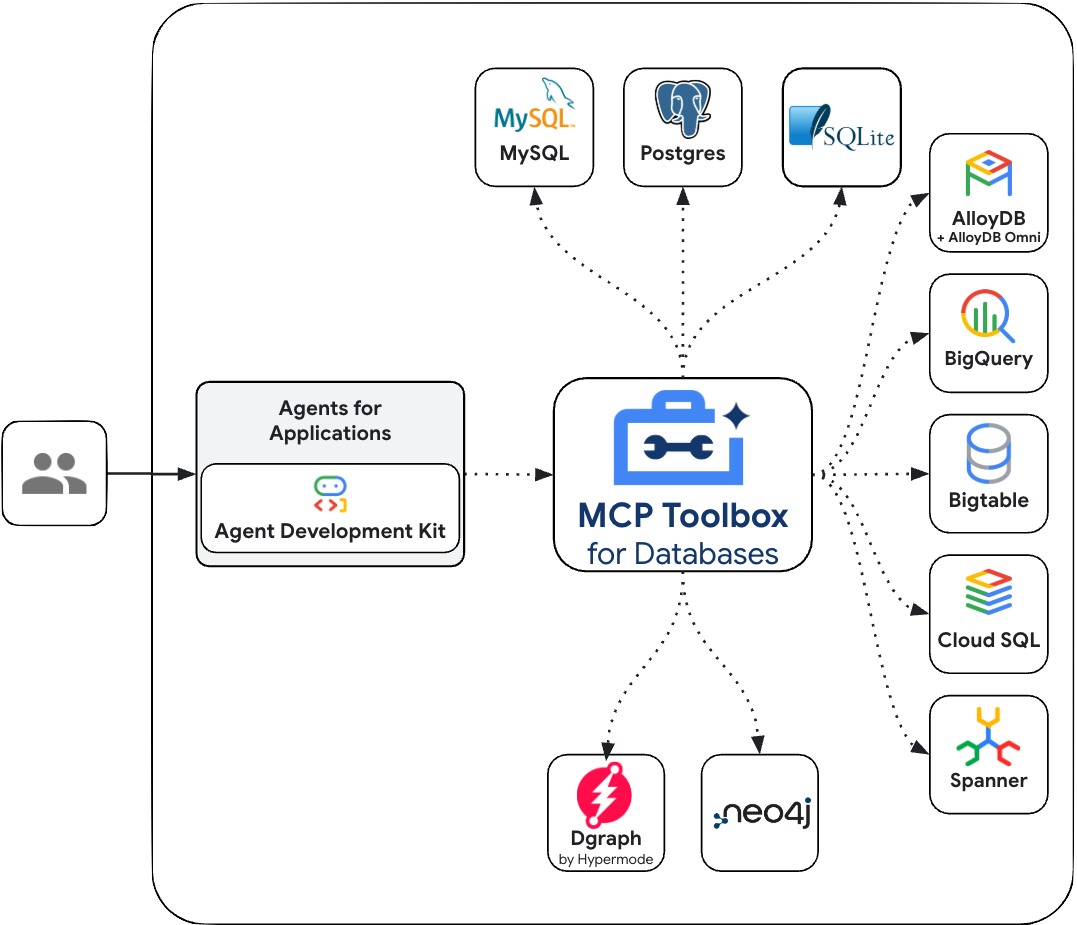 MySQL™
MySQL
Postgres
SQLite
AlloyDB
+ AlloyDB Omni
BigQuery
Agents for
Applications
Agent Development Kit
MCP Toolbox
for Databases
Bigtable
Cloud SQL
Spanner
Dgraph
by Hypermode
neo4j